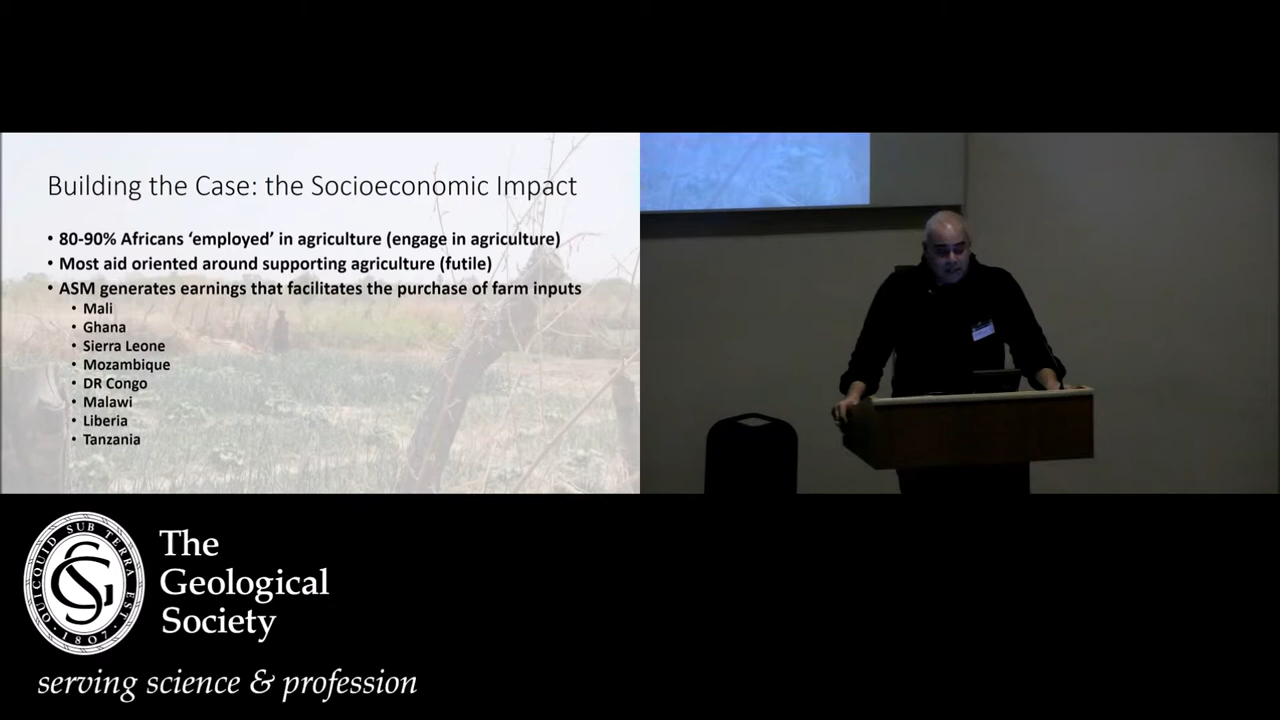 Building the Case: the Socioeconomic Impact
• 80-90% Africans ‘employed’ in agriculture (engage in agriculture)
• Most aid oriented around supporting agriculture (futile)
• ASM generates earnings that facilitates the purchase of farm inputs
• Mali
• Ghana
• Sierra Leone
• Mozambique
• DR Congo
• Malawi
• Liberia
• Tanzania
QUICQUID SUB TERRA EST
· 1807 ·
GS
The
Geological
Society
serving science & profession